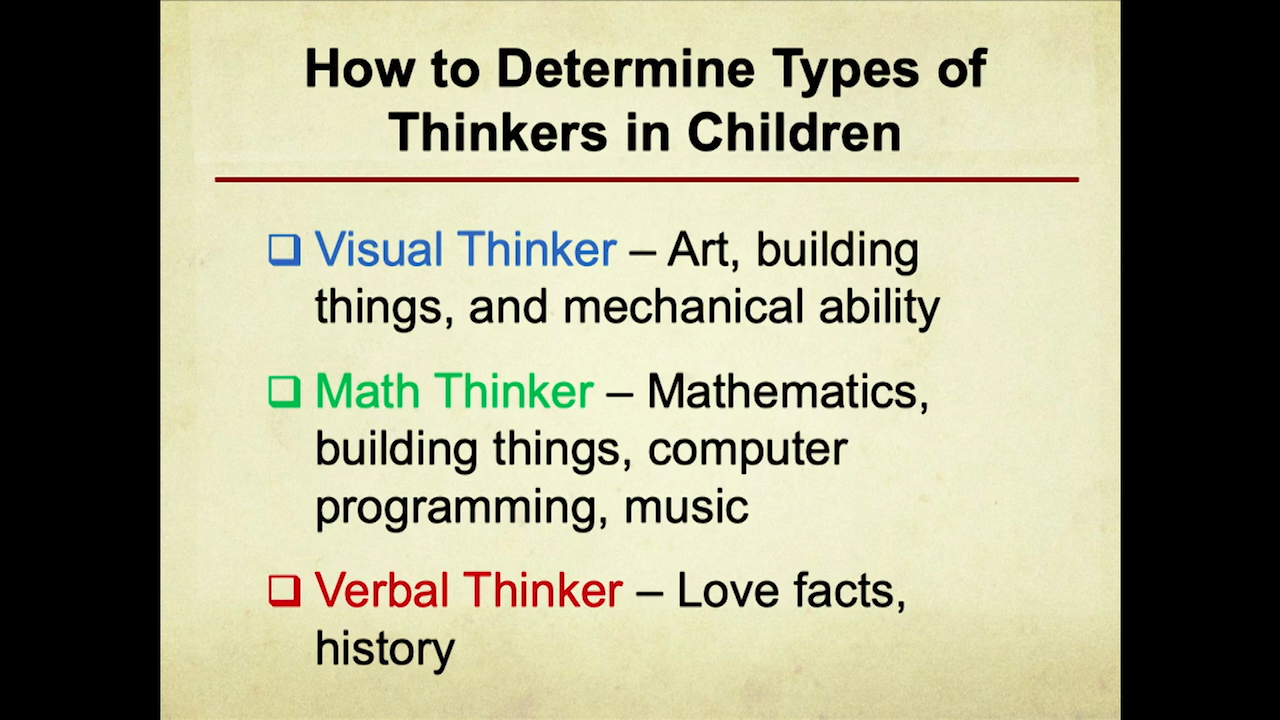 How to Determine Types of
Thinkers in Children
Visual Thinker – Art, building
things, and mechanical ability
Math Thinker – Mathematics,
building things, computer
programming, music
Verbal Thinker – Love facts,
history